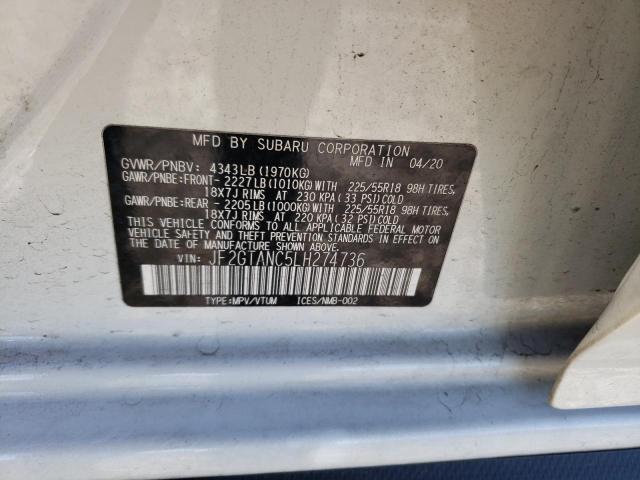 MFD BY SUBARU CORPORATION
MFD IN 04/20
GVWR/PNBV: 4343LB(1970KG)
GAWR/PNBE:FRONT- 2227LB(1010KG)WITH 225/55R18 98H TIRES,
18X7J RIMS AT 230 KPA (33 PSI)COLD
GAWR/PNBE:REAR - 2205LB(1000KG)WITH 225/55R18 98H TIRES,
18X7J RIMS AT 220 KPA (32 PSI)COLD
THIS VEHICLE CONFORMS TO ALL APPLICABLE FEDERAL MOTOR
VEHICLE SAFETY AND THEFT PREVENTION STANDARDS IN EFFECT
ON THE DATE OF MANUFACTURE SHOWN ABOVE.
VIN: JF2GTANC5LH274736
TYPE:MPV/VTUM ICES/NMB-002